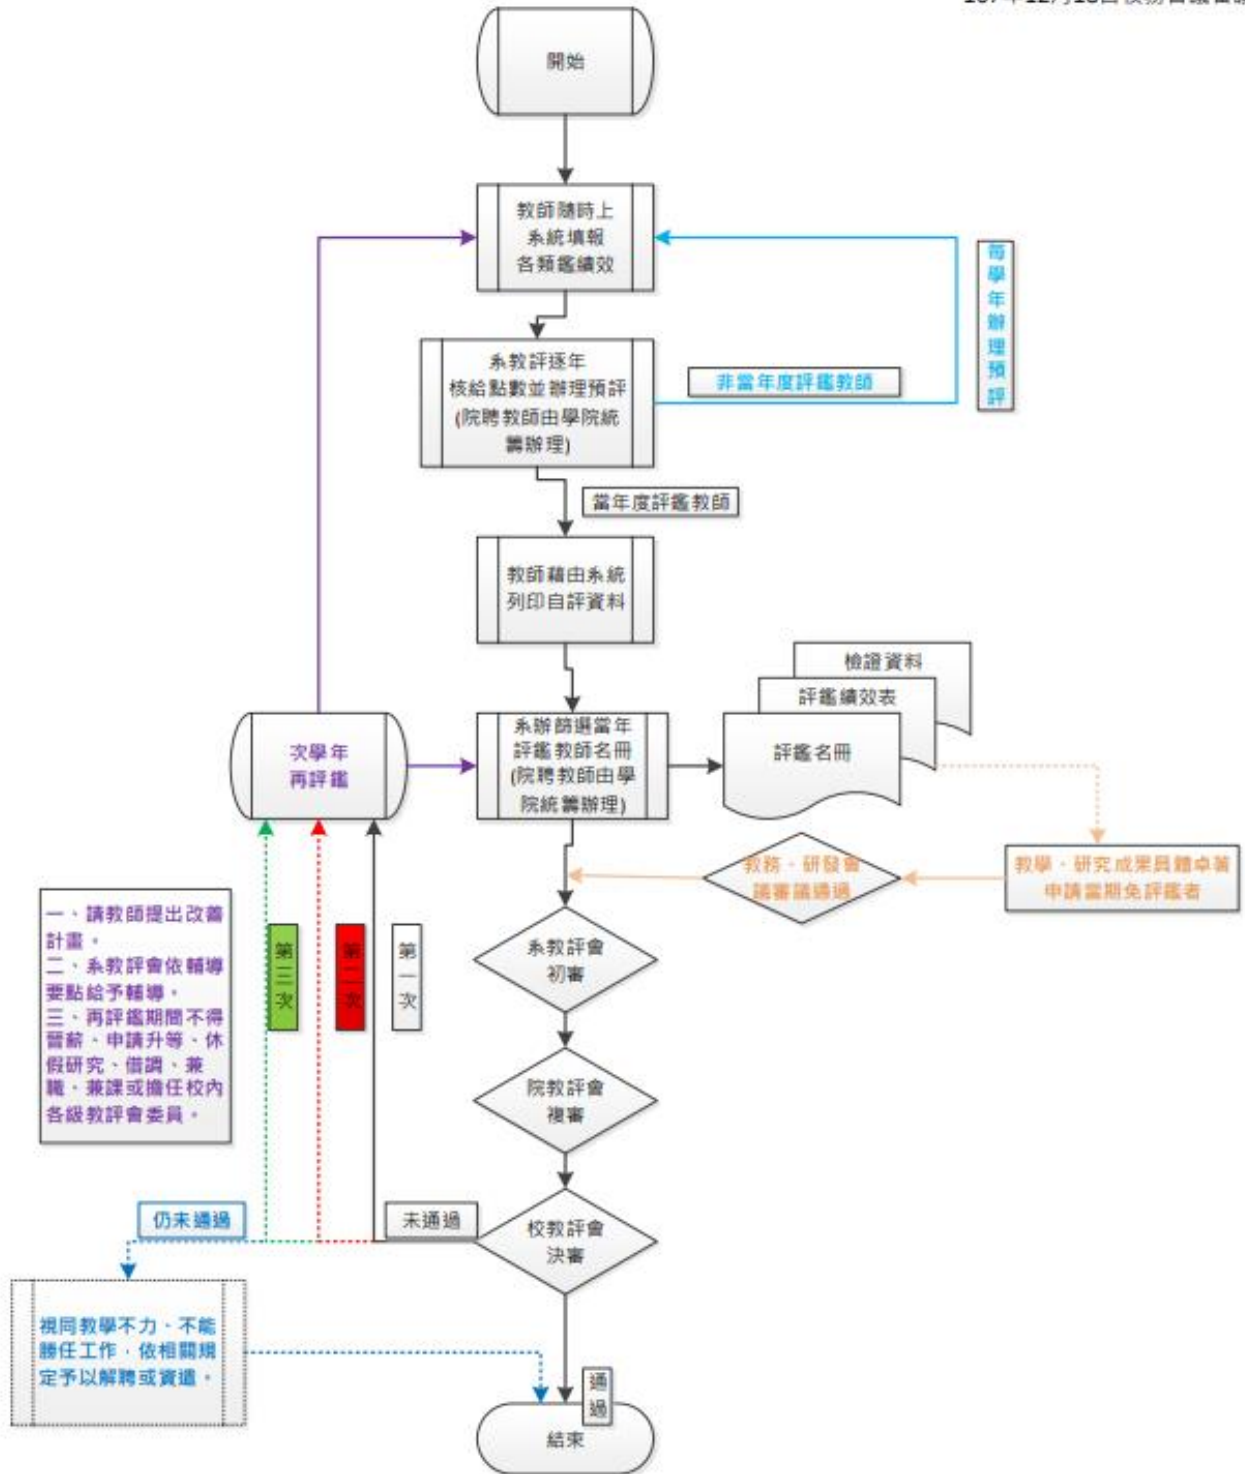 開始
教師隨時上
系統填報
各類鑑績效
每學年辦理預評
系教評逐年
核給點數並辦理預評
(院聘教師由學院統
籌辦理)
非當年度評鑑教師
當年度評鑑教師
教師藉由系統
列印自評資料
檢證資料
評鑑績效表
評鑑名冊
次學年
再評鑑
系辦篩選當年
評鑑教師名冊
(院聘教師由學
院統籌辦理)
教務、研發會
議審議通過
教學、研究成果具體卓著
申請當期免評鑑者
一、請教師提出改善
計畫。
二、系教評會依輔導
要點給予輔導。
三、再評鑑期間不得
晉薪、申請升等、休
假研究、借調、兼
職、兼課或擔任校內
各級教評會委員。
第三次
第二次
第一次
系教評會
初審
院教評會
複審
仍未通過
未通過
校教評會
決審
視同教學不力、不能
勝任工作，依相關規
定予以解聘或資遣。
通過
結束